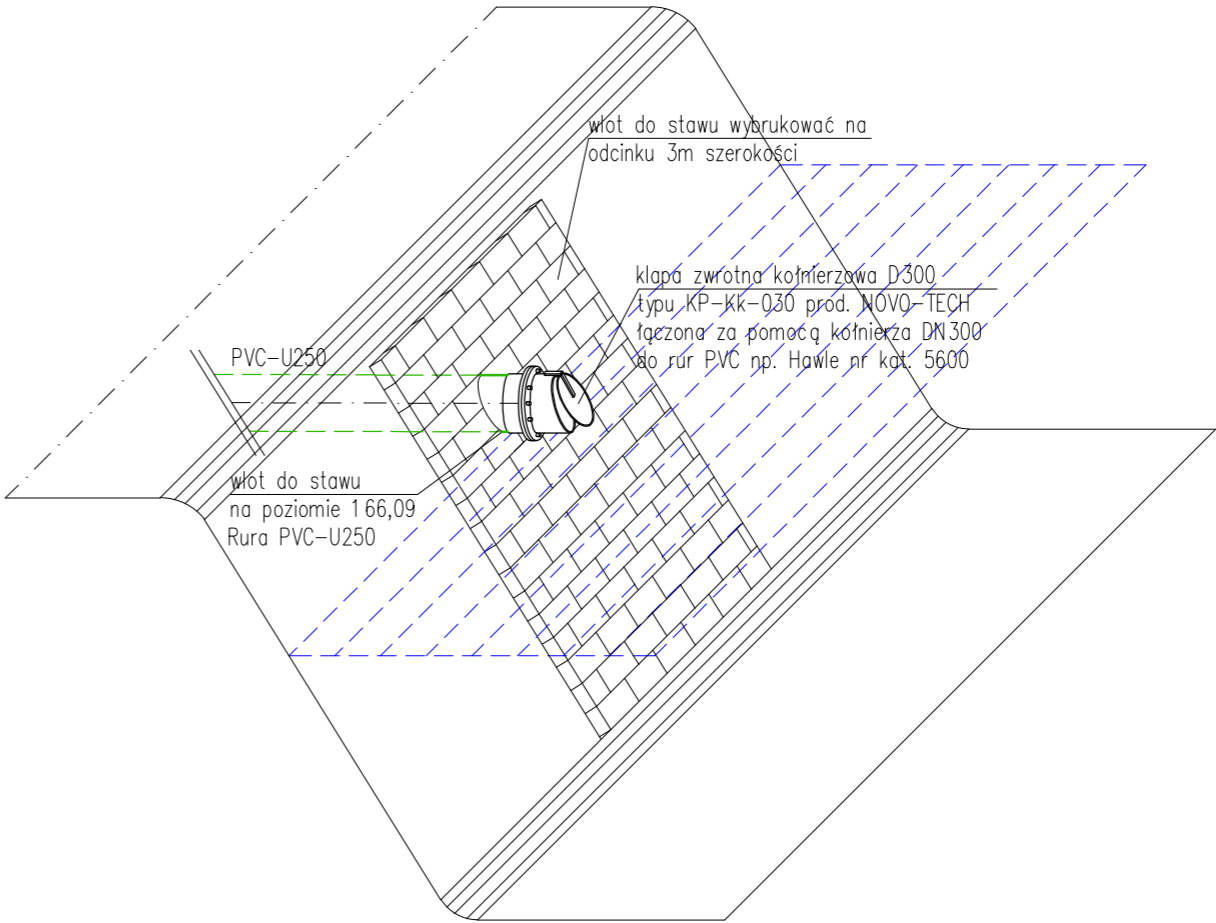 wlot do stawu wybrukować na
odcinku 3m szerokości
klapa zwrotna kołnierzowa D300
typu KP-Kk-030 prod. NOVO-TECH
łączona za pomocą kołnierza DN300
do rur PVC np. Hawle nr kat. 5600
PVC-U250
wlot do stawu
na poziomie 166,09
Rura PVC-U250